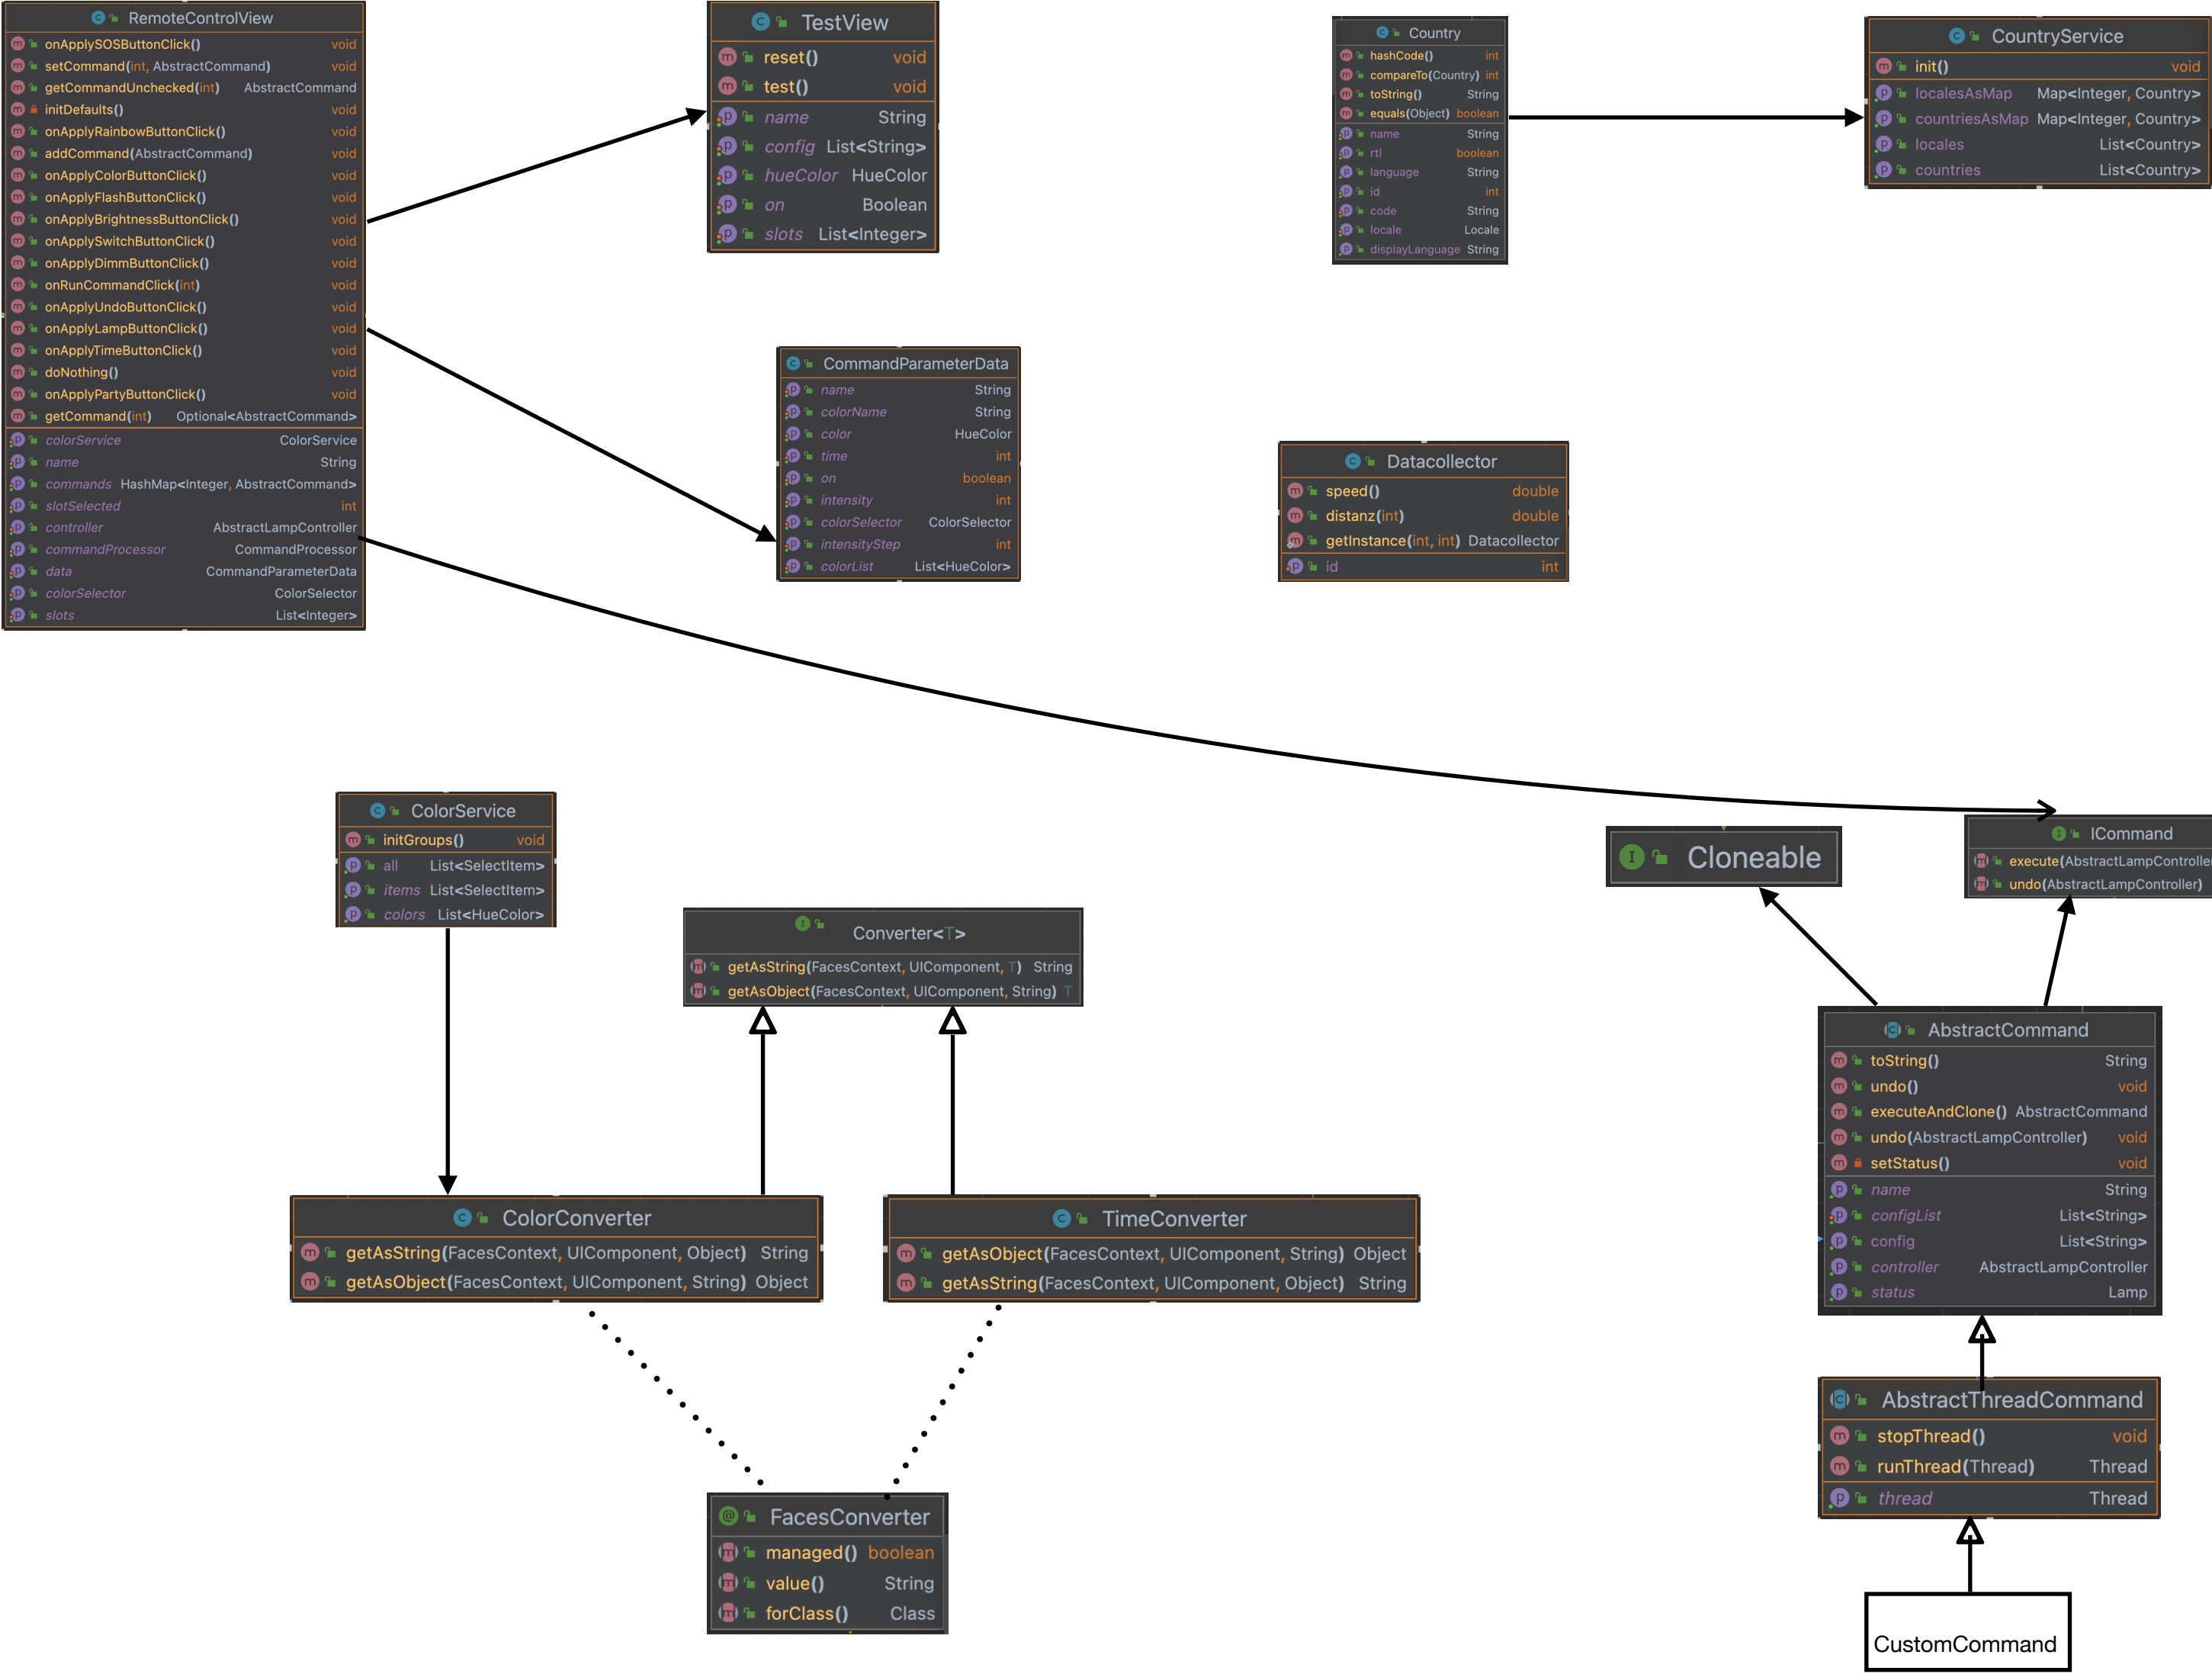 RemoteControlView
onApplySOSButtonClick() void
setCommand(int, AbstractCommand) void
getCommandUnchecked(int) AbstractCommand
initDefaults() void
onApplyRainbowButtonClick() void
addCommand(AbstractCommand) void
onApplyColorButtonClick() void
onApplyFlashButtonClick() void
onApplyBrightnessButtonClick() void
onApplySwitchButtonClick() void
onApplyDimmButtonClick() void
onRunCommandClick(int) void
onApplyUndoButtonClick() void
onApplyLampButtonClick() void
onApplyTimeButtonClick() void
doNothing() void
onApplyPartyButtonClick() void
getCommand(int) Optional<AbstractCommand>
colorService ColorService
name String
commands HashMap<Integer, AbstractCommand>
slotSelected int
controller AbstractLampController
commandProcessor CommandProcessor
data CommandParameterData
colorSelector ColorSelector
slots List<Integer>
TestView
reset() void
test() void
name String
config List<String>
hueColor HueColor
on Boolean
slots List<Integer>
Country
hashCode() int
compareTo(Country) int
toString() String
equals(Object) boolean
name String
rtl boolean
language String
id int
code String
locale Locale
displayLanguage String
CountryService
init() void
localesAsMap Map<Integer, Country>
countriesAsMap Map<Integer, Country>
locales List<Country>
countries List<Country>
CommandParameterData
name String
colorName String
color HueColor
time int
on boolean
intensity int
colorSelector ColorSelector
intensityStep int
colorList List<HueColor>
Datacollector
speed() double
distanz(int) double
getInstance(int, int) Datacollector
id int
ColorService
initGroups() void
all List<SelectItem>
items List<SelectItem>
colors List<HueColor>
Converter<T>
getAsString(FacesContext, UIComponent, T) String
getAsObject(FacesContext, UIComponent, String) T
Cloneable
ICommand
execute(AbstractLampController
undo(AbstractLampController)
AbstractCommand
toString() String
undo() void
executeAndClone() AbstractCommand
undo(AbstractLampController) void
setStatus() void
name String
configList List<String>
config List<String>
controller AbstractLampController
status Lamp
ColorConverter
getAsString(FacesContext, UIComponent, Object) String
getAsObject(FacesContext, UIComponent, String) Object
TimeConverter
getAsObject(FacesContext, UIComponent, String) Object
getAsString(FacesContext, UIComponent, Object) String
AbstractThreadCommand
stopThread() void
runThread(Thread) Thread
thread Thread
FacesConverter
managed() boolean
value() String
forClass() Class
CustomCommand